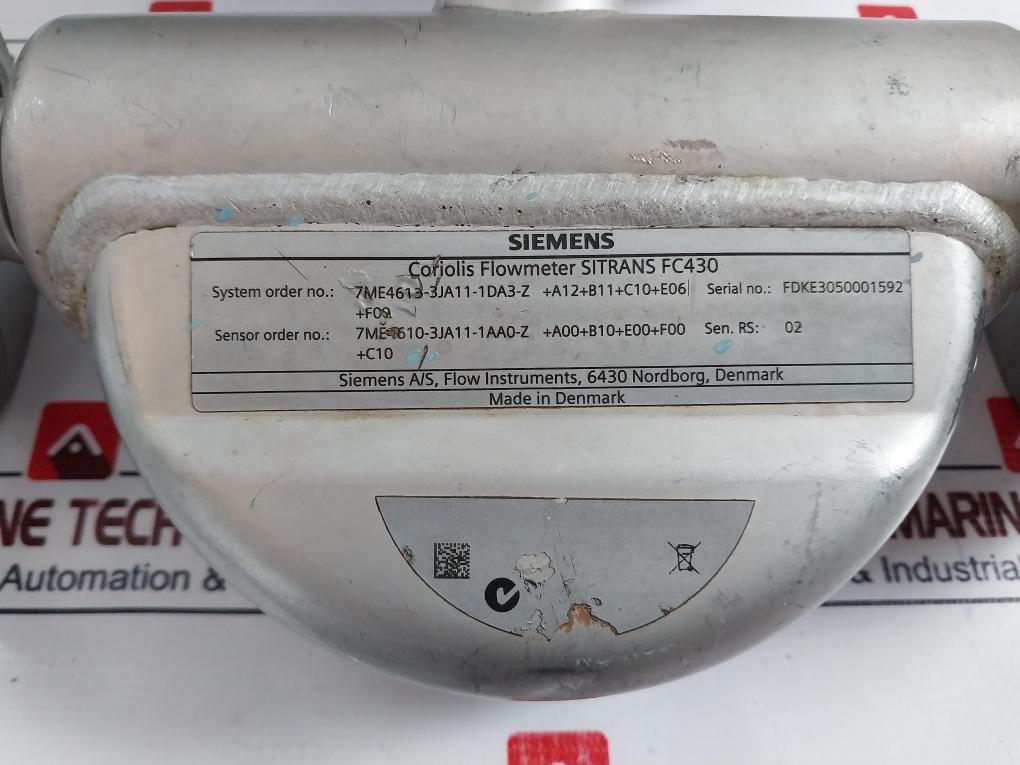 SIEMENS
Coriolis Flowmeter SITRANS FC430
System order no.: 7ME4613-3JA11-1DA3-Z +A12+B11+C10+E06 Serial no.: FDKE3050001592
+F00
Sensor order no.: 7ME4610-3JA11-1AA0-Z +A00+B10+E00+F00 Sen. RS: 02
+C10
Siemens A/S, Flow Instruments, 6430 Nordborg, Denmark
Made in Denmark
NE TECH
MARIN
Automation &
& Industrial